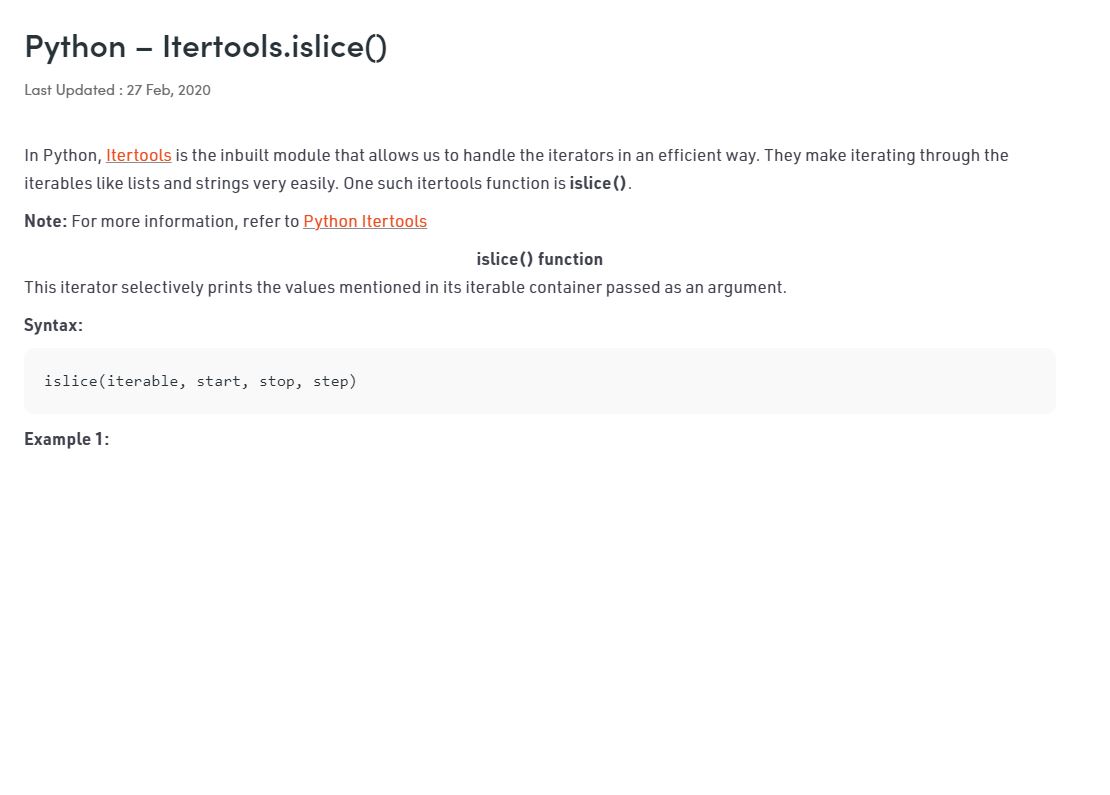 Python – Itertools.islice()
Last Updated : 27 Feb, 2020
In Python, Itertools is the inbuilt module that allows us to handle the iterators in an efficient way. They make iterating through the
iterables like lists and strings very easily. One such itertools function is islice().
Note: For more information, refer to Python Itertools
islice() function
This iterator selectively prints the values mentioned in its iterable container passed as an argument.
Syntax:
islice(iterable, start, stop, step)
Example 1: